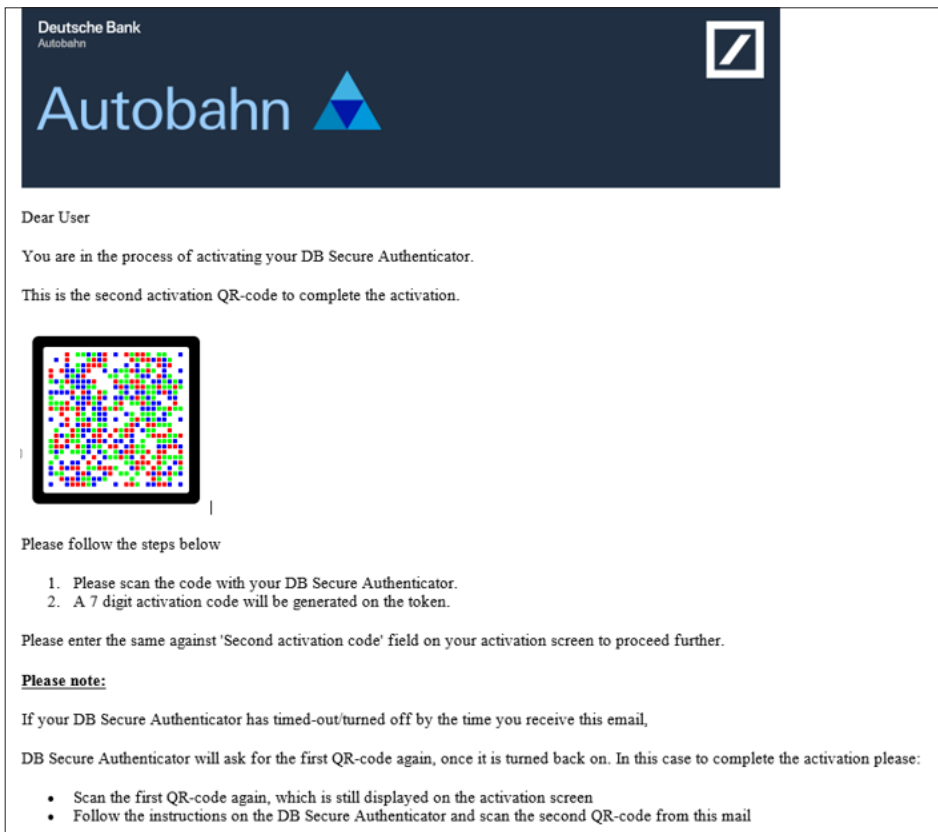 Deutsche Bank
Autobahn
Autobahn
Dear User
You are in the process of activating your DB Secure Authenticator.
This is the second activation QR-code to complete the activation.
Please follow the steps below
1. Please scan the code with your DB Secure Authenticator.
2. A 7 digit activation code will be generated on the token.
Please enter the same against 'Second activation code' field on your activation screen to proceed further.
Please note:
If your DB Secure Authenticator has timed-out/turned off by the time you receive this email,
DB Secure Authenticator will ask for the first QR-code again, once it is turned back on. In this case to complete the activation please:
• Scan the first QR-code again, which is still displayed on the activation screen
• Follow the instructions on the DB Secure Authenticator and scan the second QR-code from this mail